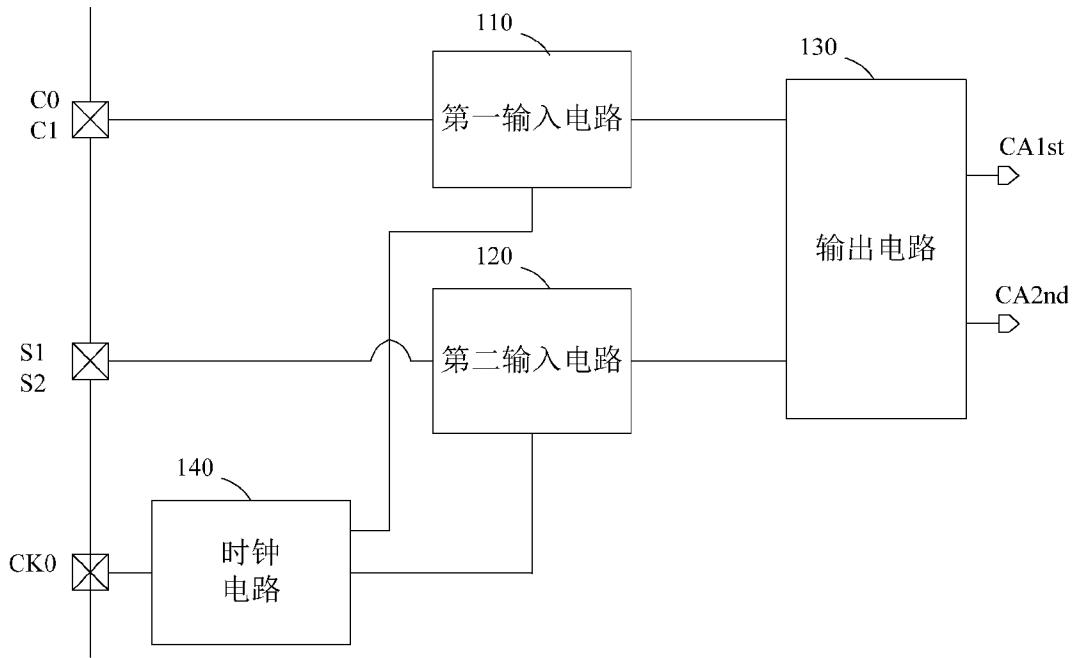 110
130
C0
C1
第一输入电路
CA1st
输出电路
120
CA2nd
S1
S2
第二输入电路
140
CK0
时钟
电路